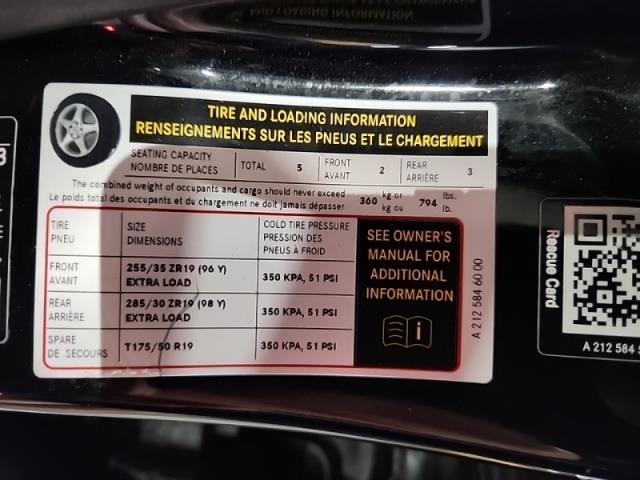 TIRE AND LOADING INFORMATION
RENSEIGNEMENTS SUR LES PNEUS ET LE CHARGEMENT
SEATING CAPACITY
NOMBRE DE PLACES
TOTAL 5
FRONT
AVANT
2
REAR
ARRIÈRE
3
The combined weight of occupants and cargo should never exceed
Le poids total des occupants et du chargement ne doit jamais dépasser
360
kg or
kg ou
794
lbs.
lb.
TIRE
PNEU
SIZE
DIMENSIONS
COLD TIRE PRESSURE
PRESSION DES
PNEUS À FROID
FRONT
AVANT
255/35 ZR19 (96 Y)
EXTRA LOAD
350 KPA, 51 PSI
REAR
ARRIÈRE
285/30 ZR19 (98 Y)
EXTRA LOAD
350 KPA, 51 PSI
SPARE
DE SECOURS
T175/50 R19
350 KPA, 51 PSI
SEE OWNER'S
MANUAL FOR
ADDITIONAL
INFORMATION
A 212 584 60 00
Rescue Card
A 212 584